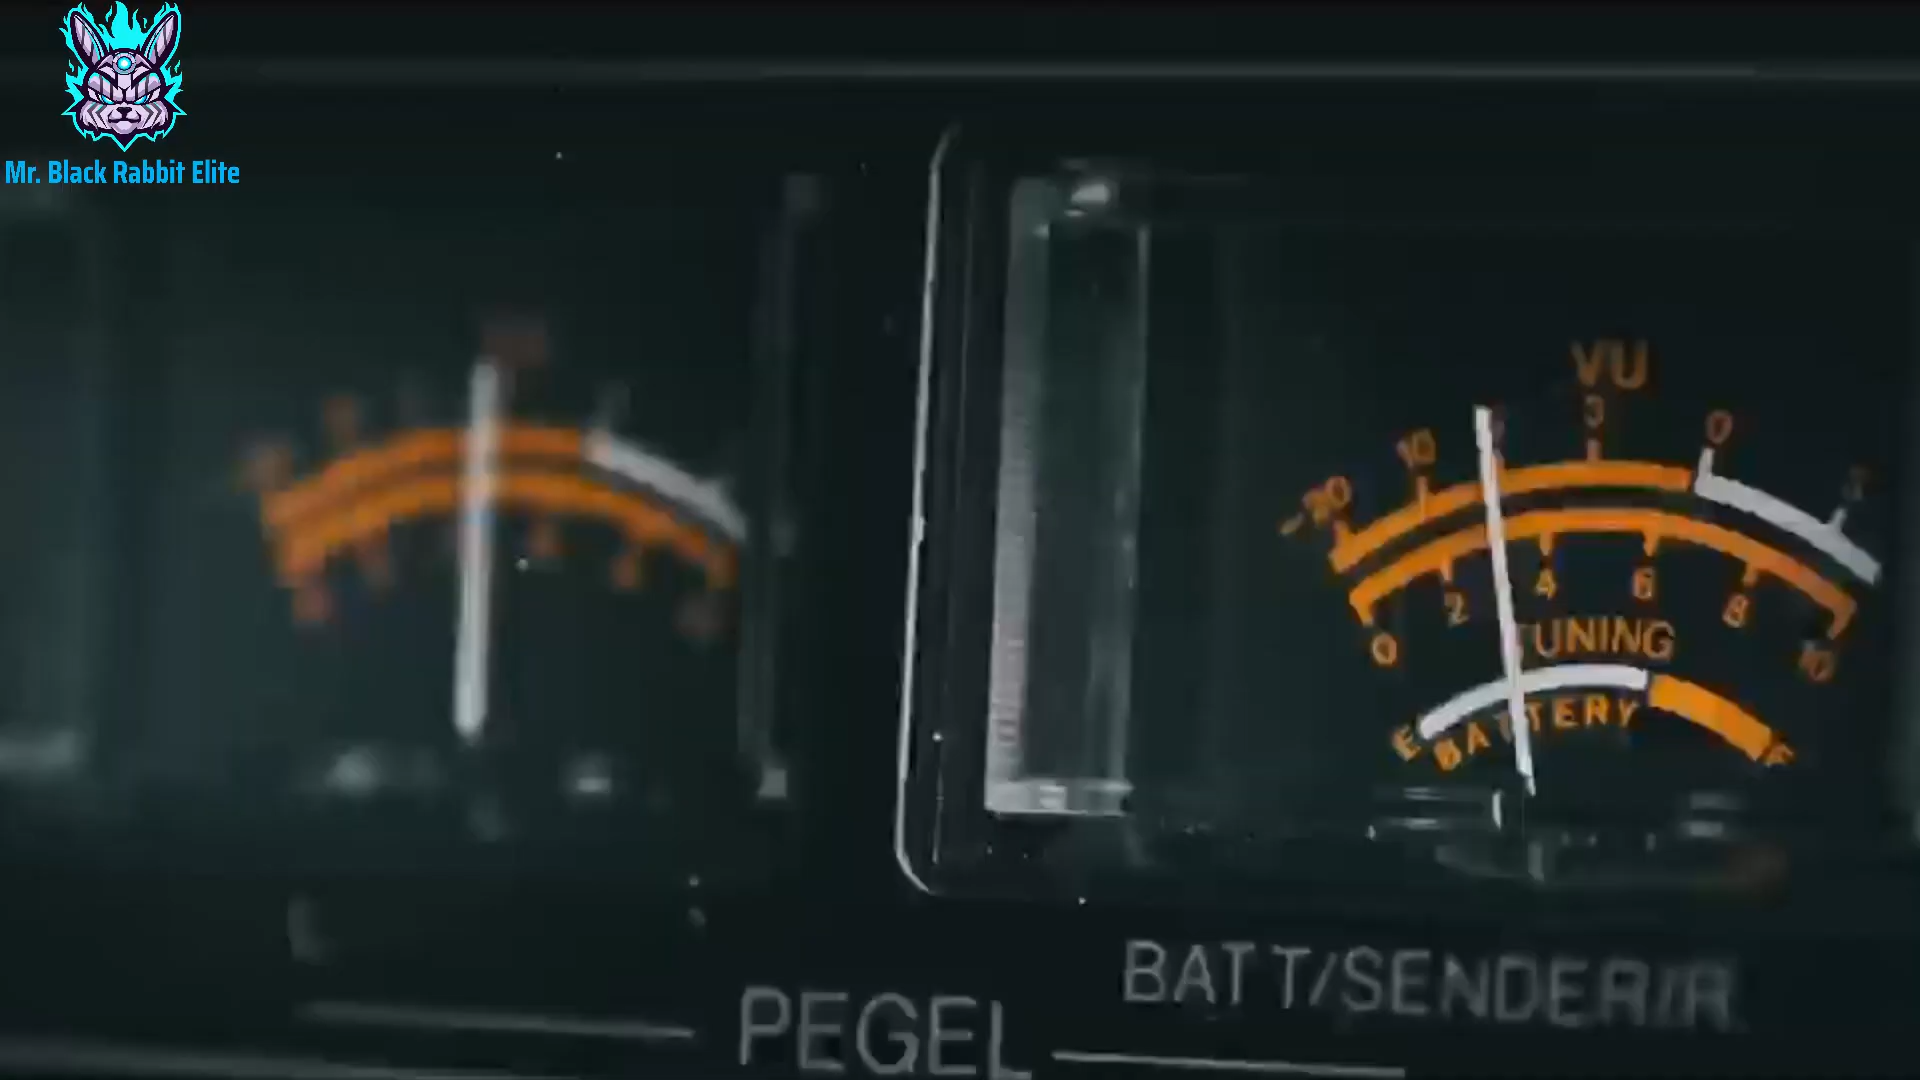 Mr. Black Rabbit Elite
VU
- 20 10 3 0
0 2 4 6 8 10
TUNING
E BATTERY F
BATT/SENDER/R
PEGEL